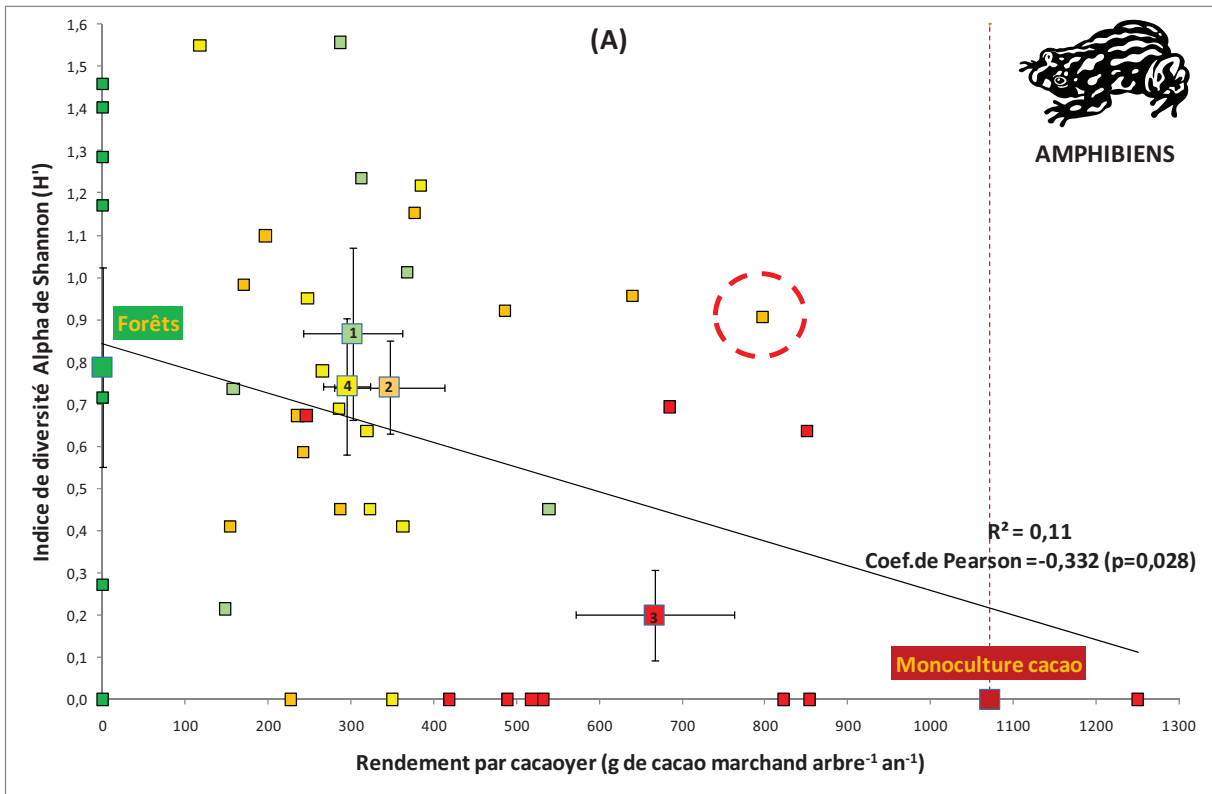 (A)
AMPHIBIENS
Indice de diversité Alpha de Shannon (H')
1,6
1,5
1,4
1,3
1,2
1,1
1,0
0,9
0,8
0,7
0,6
0,5
0,4
0,3
0,2
0,1
0,0
Forêts
1
4
2
3
R² = 0,11
Coef.de Pearson =-0,332 (p=0,028)
Monoculture cacao
0 100 200 300 400 500 600 700 800 900 1000 1100 1200 1300
Rendement par cacaoyer (g de cacao marchand arbre⁻¹ an⁻¹)